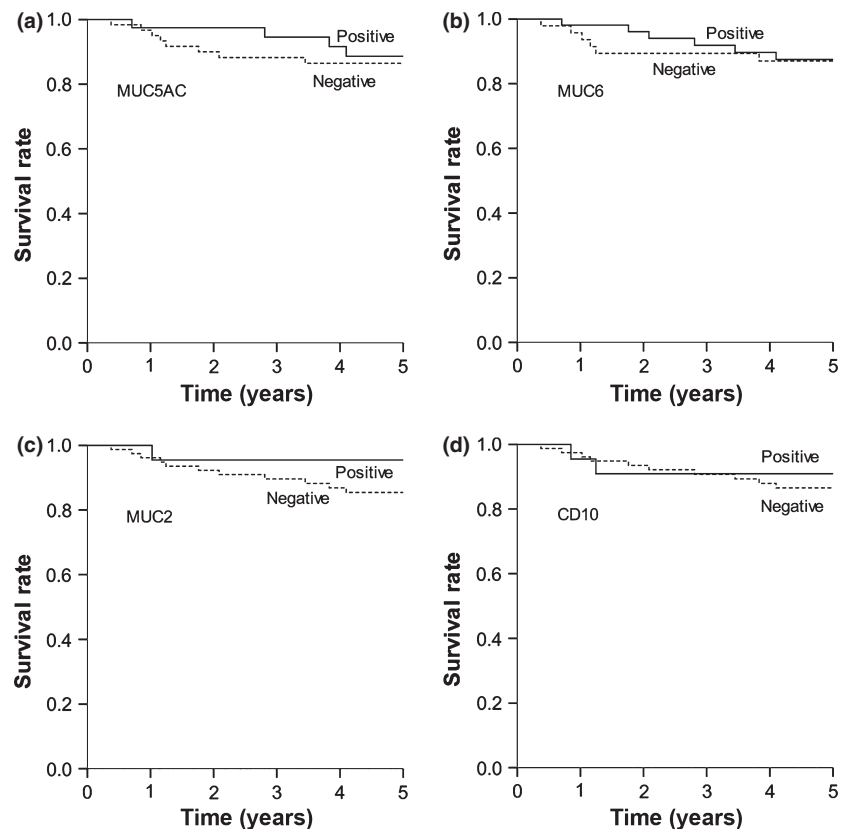 (a)
1.0
0.8
0.6
0.4
0.2
0.0
Survival rate
Positive
Negative
MUC5AC
0 1 2 3 4 5
Time (years)
(b)
1.0
0.8
0.6
0.4
0.2
0.0
Survival rate
Positive
Negative
MUC6
0 1 2 3 4 5
Time (years)
(c)
1.0
0.8
0.6
0.4
0.2
0.0
Survival rate
Positive
Negative
MUC2
0 1 2 3 4 5
Time (years)
(d)
1.0
0.8
0.6
0.4
0.2
0.0
Survival rate
Positive
Negative
CD10
0 1 2 3 4 5
Time (years)